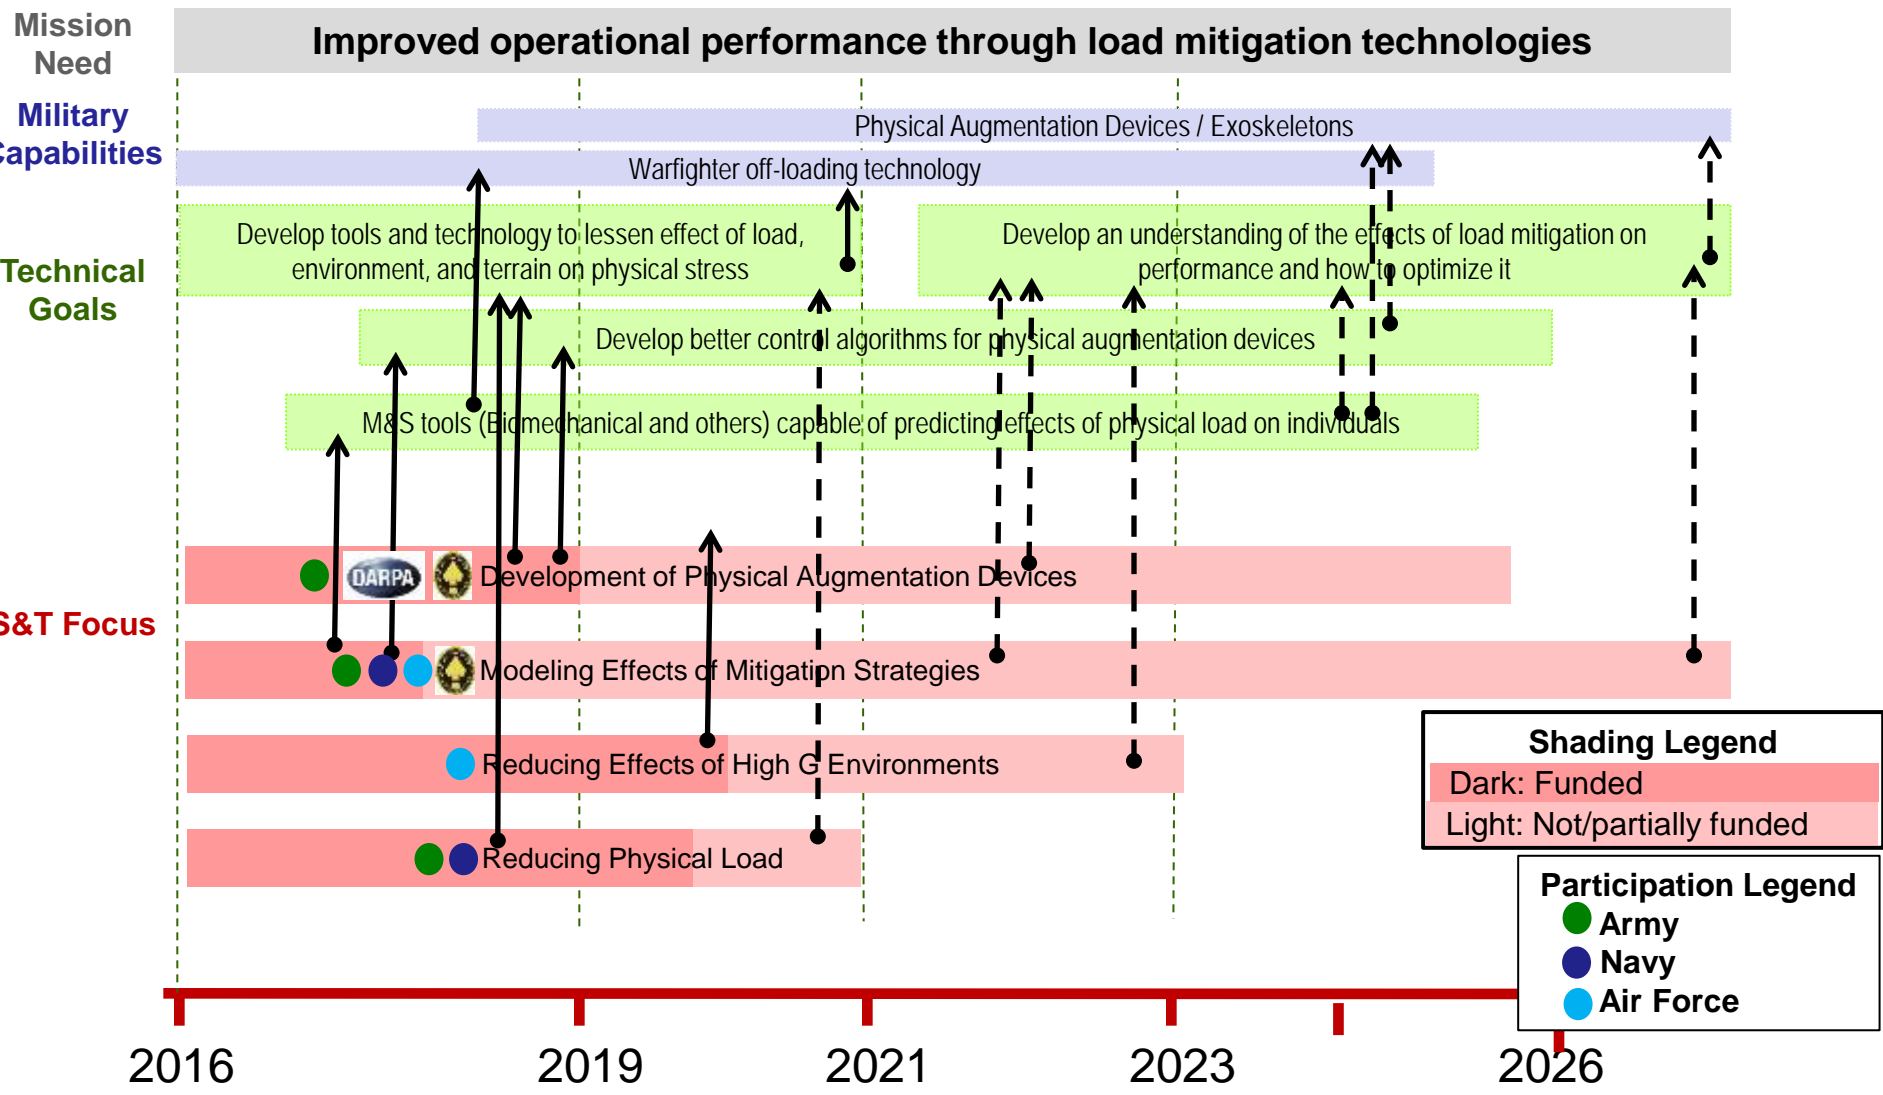 Mission
Need
Improved operational performance through load mitigation technologies
Military
Capabilities
Physical Augmentation Devices / Exoskeletons
Warfighter off-loading technology
Technical
Goals
Develop tools and technology to lessen effect of load,
environment, and terrain on physical stress
Develop an understanding of the effects of load mitigation on
performance and how to optimize it
Develop better control algorithms for physical augmentation devices
M&S tools (Biomechanical and others) capable of predicting effects of physical load on individuals
S&T Focus
DARPA
Development of Physical Augmentation Devices
Modeling Effects of Mitigation Strategies
Reducing Effects of High G Environments
Reducing Physical Load
Shading Legend
Dark: Funded
Light: Not/partially funded
Participation Legend
Army
Navy
Air Force
2016
2019
2021
2023
2026